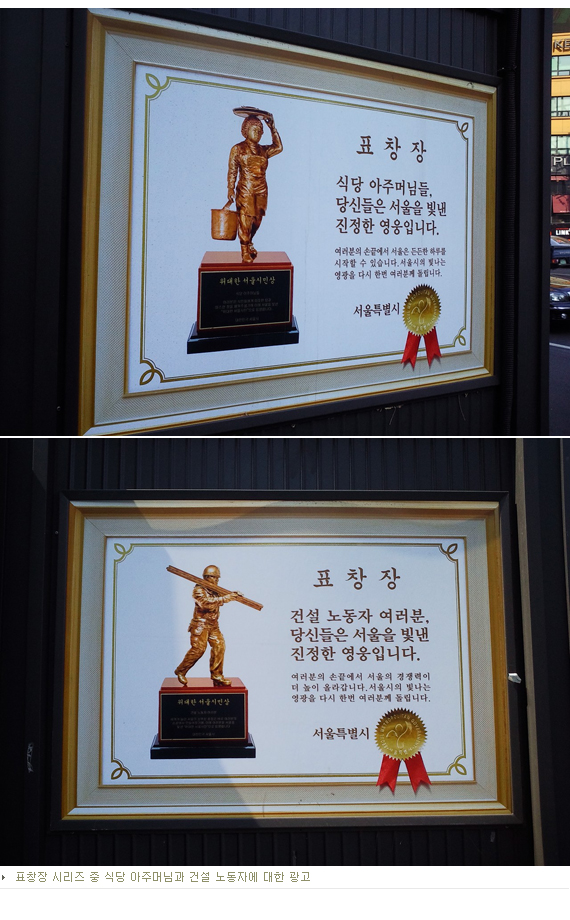 표창장
식당 아주머님들,
당신들은 서울을 빛낸
진정한 영웅입니다.
여러분의 손끝에서 서울은 든든한 하루를
시작할 수 있습니다. 서울시의 빛나는
영광을 다시 한번 여러분께 돌립니다.
서울특별시
위대한 서울시민상
PL
LINK
표창장
건설 노동자 여러분,
당신들은 서울을 빛낸
진정한 영웅입니다.
여러분의 손끝에서 서울의 경쟁력이
더 높이 올라갑니다. 서울시의 빛나는
영광을 다시 한번 여러분께 돌립니다.
서울특별시
위대한 서울시민상
표창장 시리즈 중 식당 아주머님과 건설 노동자에 대한 광고